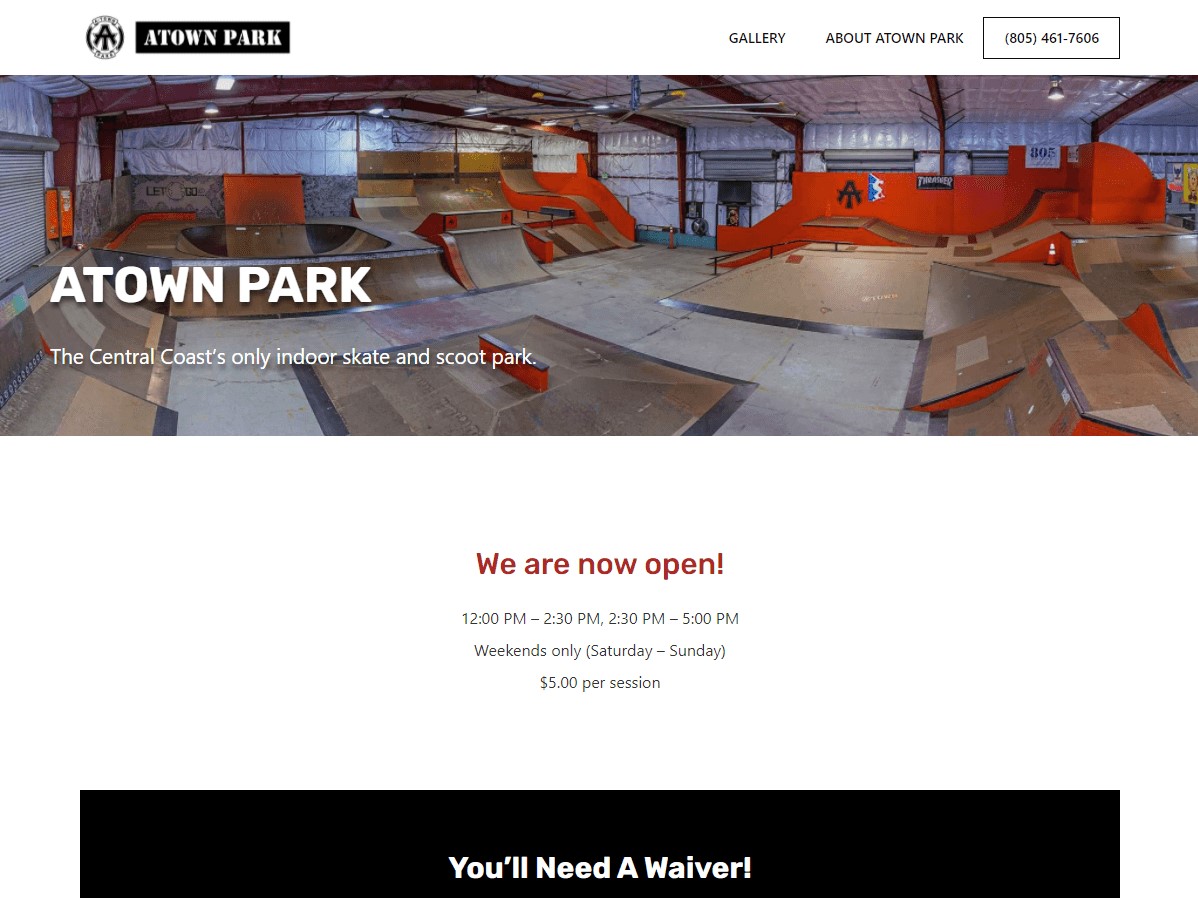 ATOWN PARK
GALLERY
ABOUT ATOWN PARK
(805) 461-7606
805
THRASHER
ATOWN PARK
The Central Coast’s only indoor skate and scoot park.
We are now open!
12:00 PM – 2:30 PM, 2:30 PM – 5:00 PM
Weekends only (Saturday – Sunday)
$5.00 per session
You’ll Need A Waiver!